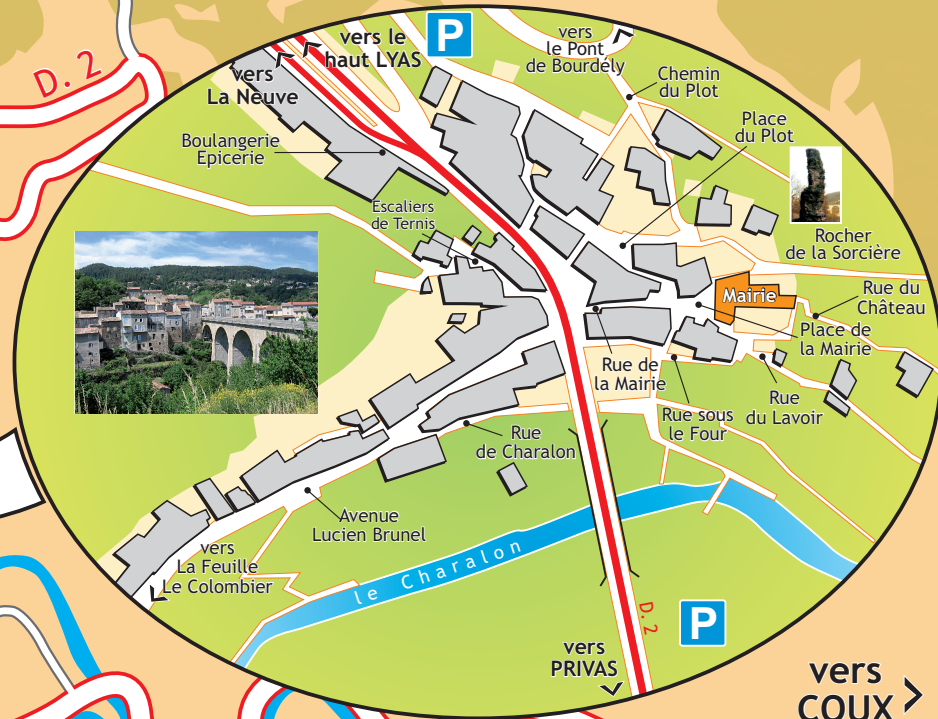 D. 2
vers
La Neuve
vers le
haut LYAS
P
vers
le Pont
de Bourdély
Chemin
du Plot
Place
du Plot
Boulangerie
Epicerie
Escaliers
de Ternis
Rocher
de la Sorcière
Mairie
Rue du
Château
Place de
la Mairie
Rue de
la Mairie
Rue sous
le Four
Rue
du Lavoir
Rue
de Charalon
Avenue
Lucien Brunel
vers
La Feuille
Le Colombier
le Charalon
D. 2
P
vers
PRIVAS
vers
COUX